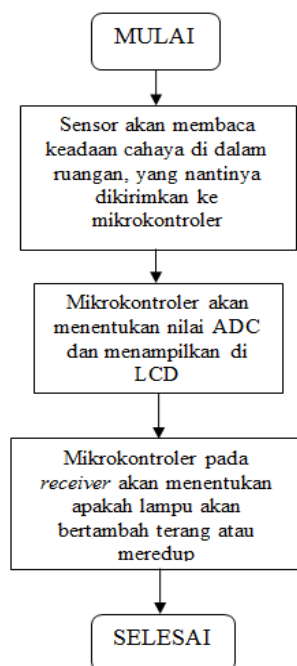 MULAI
Sensor akan membaca
keadaan cahaya di dalam
ruangan, yang nantinya
dikirimkan ke
mikrokontroler
Mikrokontroler akan
menentukan nilai ADC
dan menampilkan di
LCD
Mikrokontroler pada
receiver akan menentukan
apakah lampu akan
bertambah terang atau
meredup
SELESAI